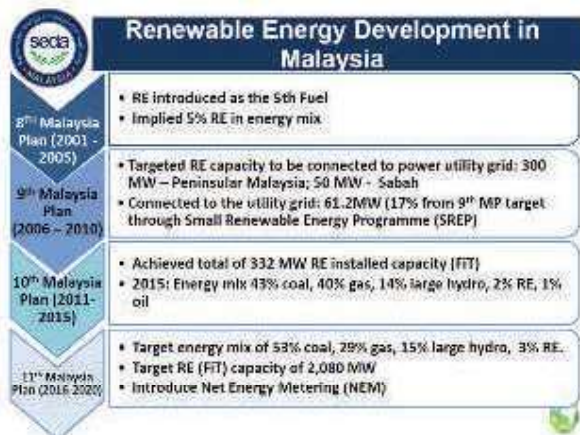 Renewable Energy Development in
Malaysia
seda
MALAYSIA
8TH Malaysia
Plan (2001 -
2005)
• RE introduced as the 5th Fuel
• Implied 5% RE in energy mix
9th Malaysia
Plan
(2006 – 2010)
• Targeted RE capacity to be connected to power utility grid: 300
MW – Peninsular Malaysia; 50 MW - Sabah
• Connected to the utility grid: 61.2MW (17% from 9th MP target
through Small Renewable Energy Programme (SREP)
10th Malaysia
Plan (2011-
2015)
• Achieved total of 332 MW RE installed capacity (FiT)
• 2015: Energy mix 43% coal, 40% gas, 14% large hydro, 2% RE, 1%
oil
11th Malaysia
Plan (2016-2020)
• Target energy mix of 53% coal, 29% gas, 15% large hydro, 3% RE.
• Target RE (FiT) capacity of 2,080 MW
• Introduce Net Energy Metering (NEM)